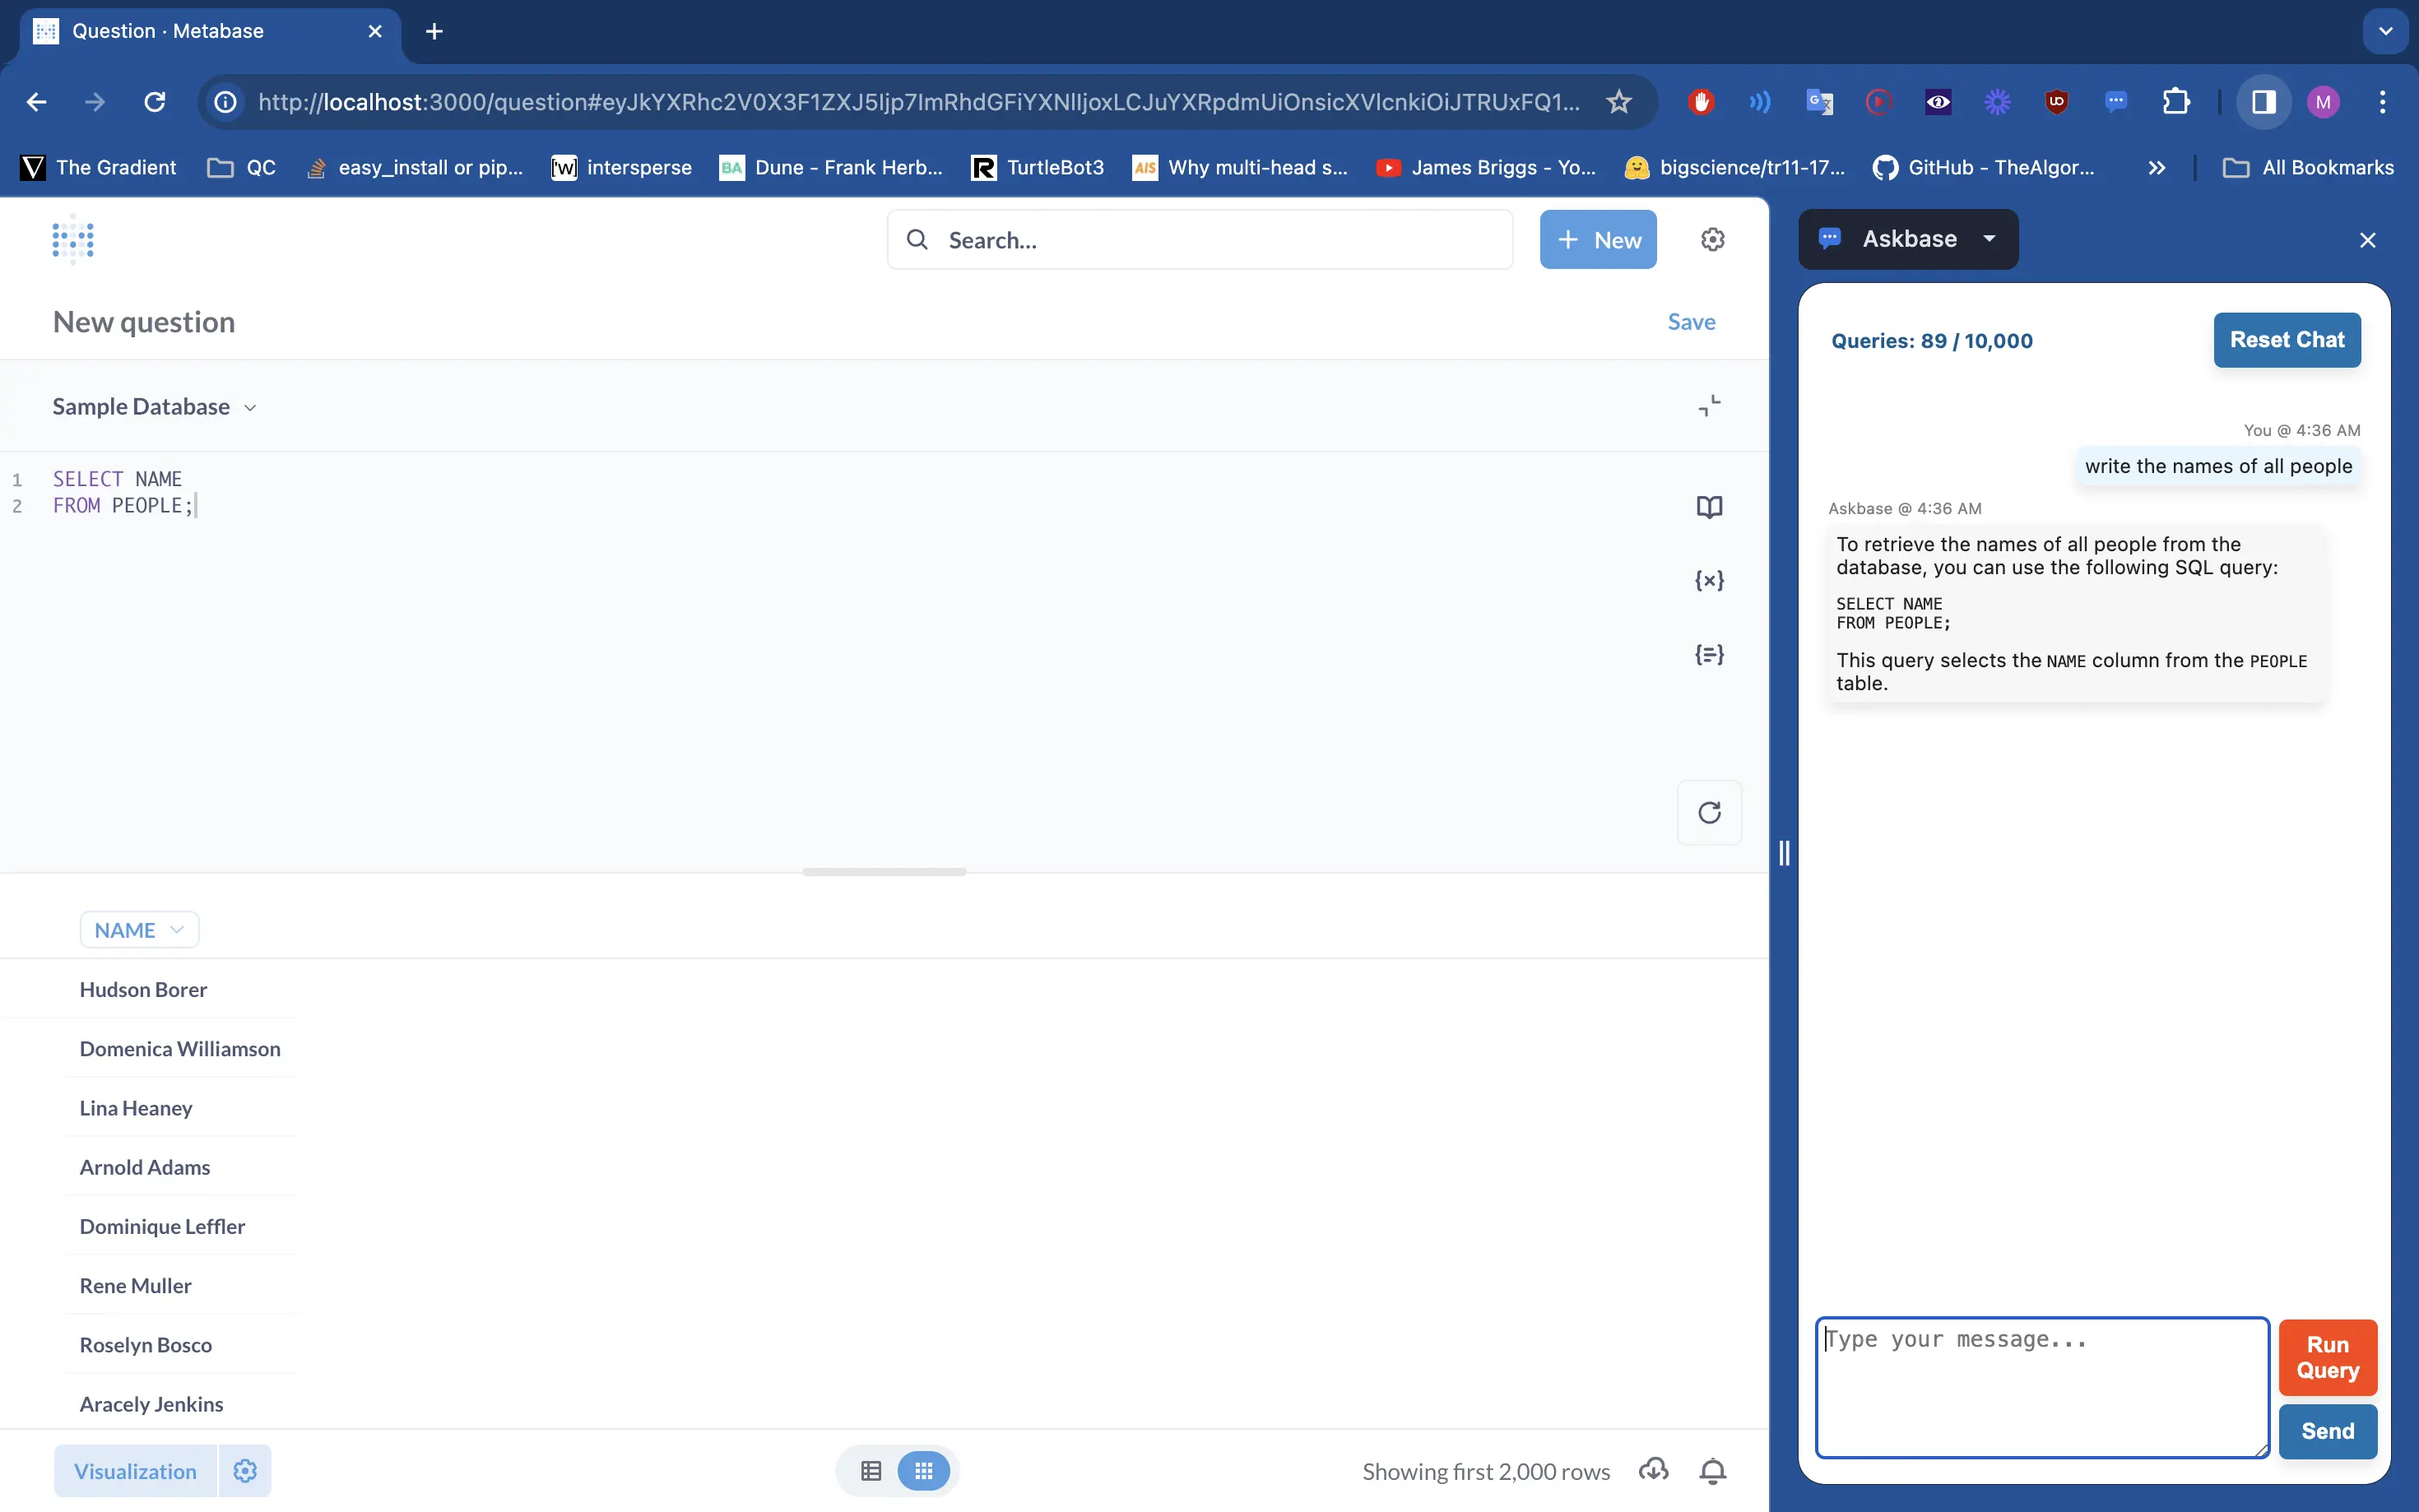 Question · Metabase
http://localhost:3000/question#eyJkYXRhc2V0X3F1ZXJ5Ijp7ImRhdGFiYXNlIjoxLCJuYXRpdmUiOnsicXVlcnkiOiJTRUxFQ1...
M
The Gradient
QC
easy_install or pip...
[w] intersperse
BA Dune - Frank Herb...
R TurtleBot3
AIS Why multi-head s...
James Briggs - Yo...
bigscience/tr11-17...
GitHub - TheAlgor...
All Bookmarks
Search...
+ New
New question
Save
Sample Database
1 SELECT NAME
2 FROM PEOPLE;
{x}
{=}
NAME
Hudson Borer
Domenica Williamson
Lina Heaney
Arnold Adams
Dominique Leffler
Rene Muller
Roselyn Bosco
Aracely Jenkins
Visualization
Showing first 2,000 rows
Askbase
Queries: 89 / 10,000
Reset Chat
You @ 4:36 AM
write the names of all people
Askbase @ 4:36 AM
To retrieve the names of all people from the
database, you can use the following SQL query:
SELECT NAME
FROM PEOPLE;
This query selects the NAME column from the PEOPLE
table.
Type your message...
Run
Query
Send